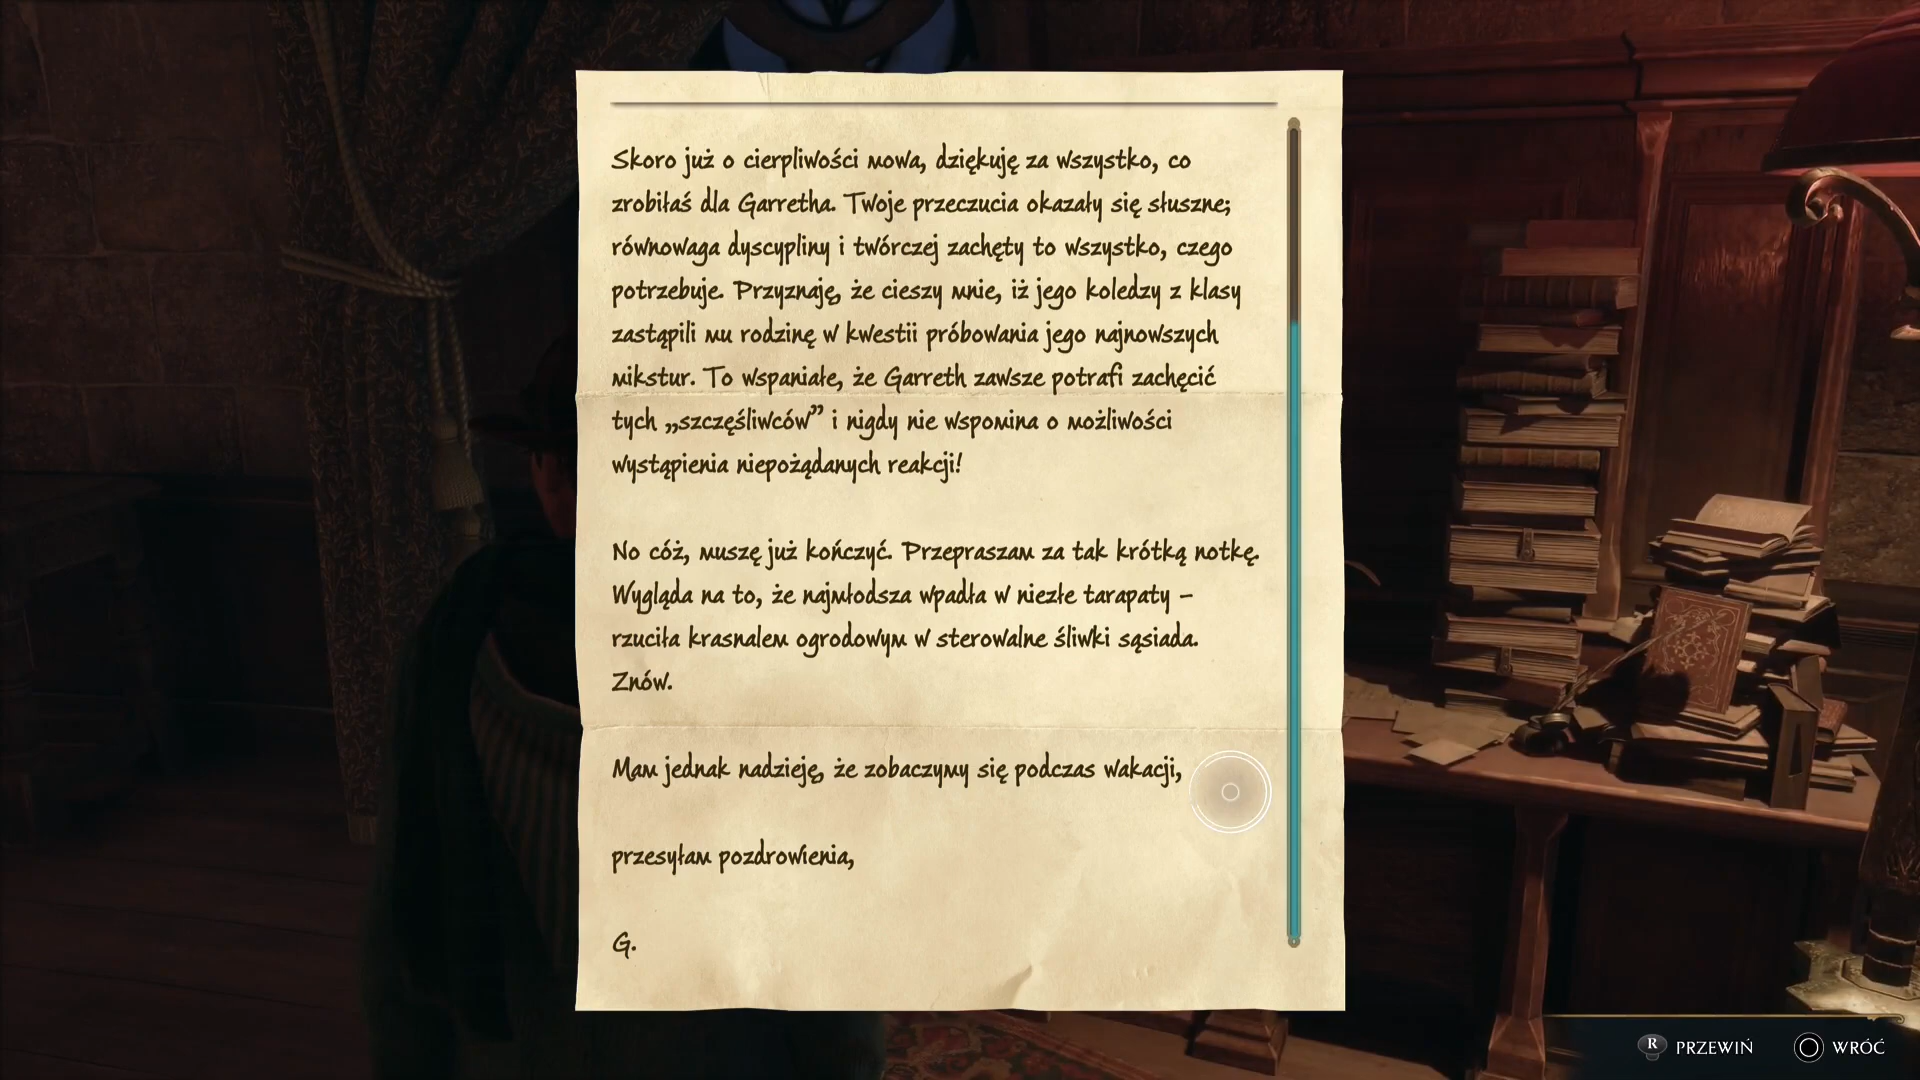 Skoro już o cierpliwości mowa, dziękuję za wszystko, co
zrobiłaś dla Garretha. Twoje przeczucia okazały się słuszne;
równowaga dyscypliny i twórczej zachęty to wszystko, czego
potrzebuje. Przyznaję, że cieszy mnie, iż jego koledzy z klasy
zastąpili mu rodzinę w kwestii próbowania jego najnowszych
mikstur. To wspaniałe, że Garreth zawsze potrafi zachęcić
tych „szczęśliwców” i nigdy nie wspomina o możliwości
wystąpienia niepożądanych reakcji!
No cóż, muszę już kończyć. Przepraszam za tak krótką notkę.
Wygląda na to, że najmłodsza wpadła w niezłe tarapaty –
rzuciła krasnalem ogrodowym w sterowalne śliwki sąsiada.
Znów.
Mam jednak nadzieję, że zobaczymy się podczas wakacji,
przesyłam pozdrowienia,
G.
R PRZEWIŃ WRÓĆ